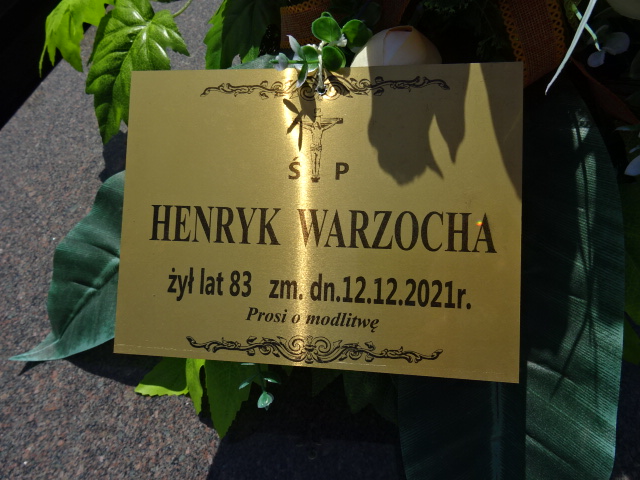 Ś P
HENRYK WARZOCHA
żył lat 83 zm. dn.12.12.2021r.
Prosi o modlitwę